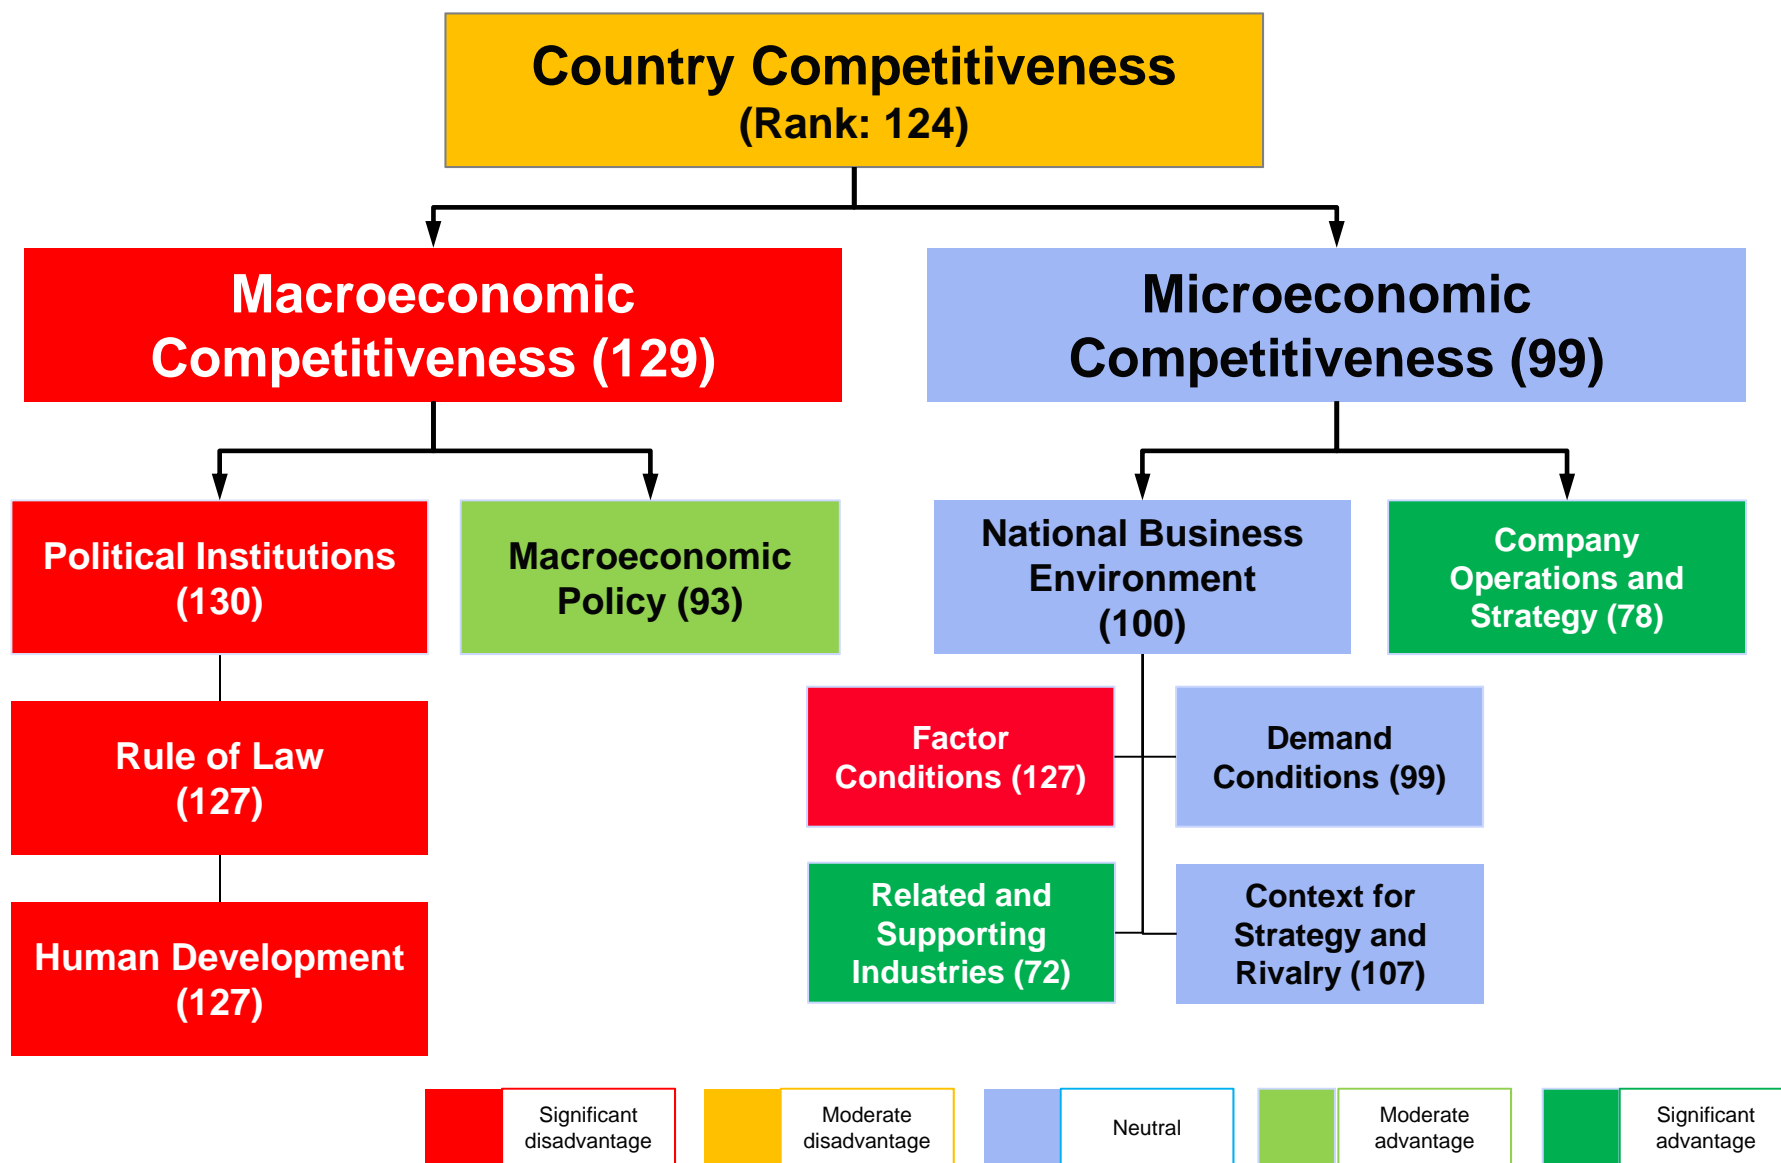 Country Competitiveness
(Rank: 124)
Macroeconomic
Competitiveness (129)
Microeconomic
Competitiveness (99)
Political Institutions
(130)
Macroeconomic
Policy (93)
National Business
Environment
(100)
Company
Operations and
Strategy (78)
Rule of Law
(127)
Factor
Conditions (127)
Demand
Conditions (99)
Human Development
(127)
Related and
Supporting
Industries (72)
Context for
Strategy and
Rivalry (107)
Significant
disadvantage
Moderate
disadvantage
Neutral
Moderate
advantage
Significant
advantage